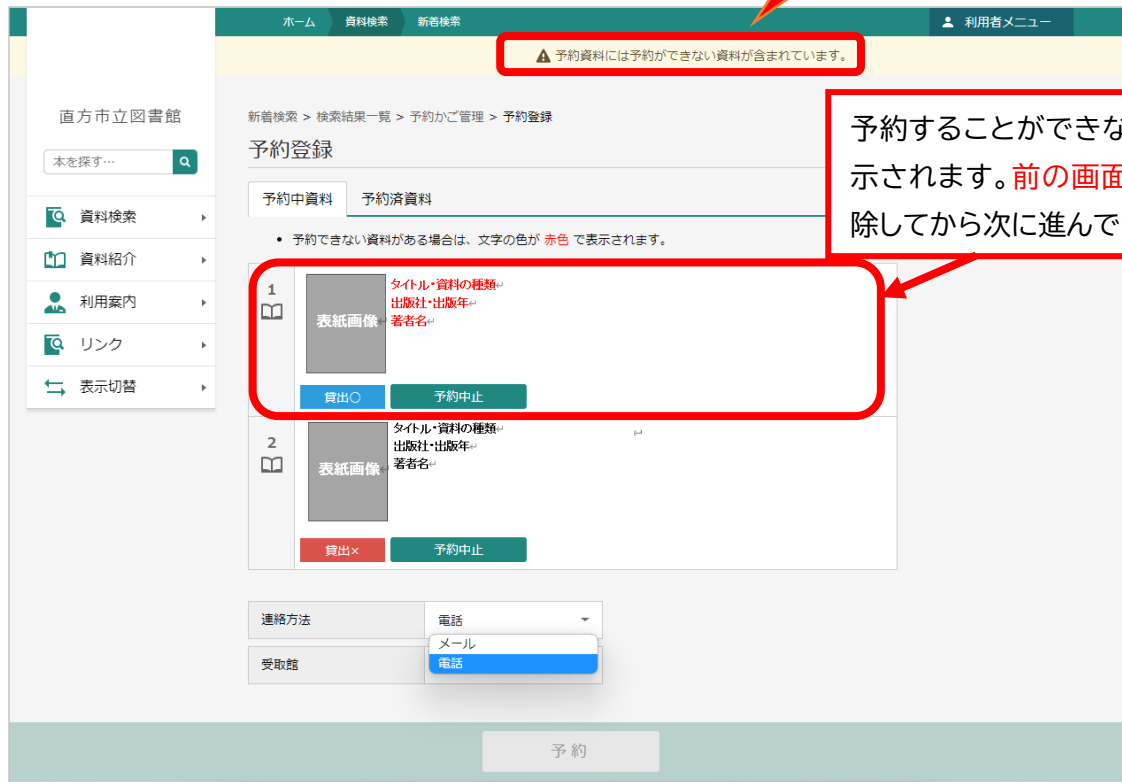 ホーム 資料検索 新着検索 利用者メニュー
予約資料には予約ができない資料が含まれています。
直方市立図書館
本を探す…
資料検索
資料紹介
利用案内
リンク
表示切替
新着検索 > 検索結果一覧 > 予約かご管理 > 予約登録
予約登録
予約中資料 予約済資料
• 予約できない資料がある場合は、文字の色が 赤色 で表示されます。
予約することができな
示されます。前の画面
除してから次に進んで
1
表紙画像
タイトル・資料の種類
出版社・出版年
著者名
貸出○ 予約中止
2
表紙画像
タイトル・資料の種類
出版社・出版年
著者名
貸出× 予約中止
連絡方法 電話
メール
電話
受取館
予約